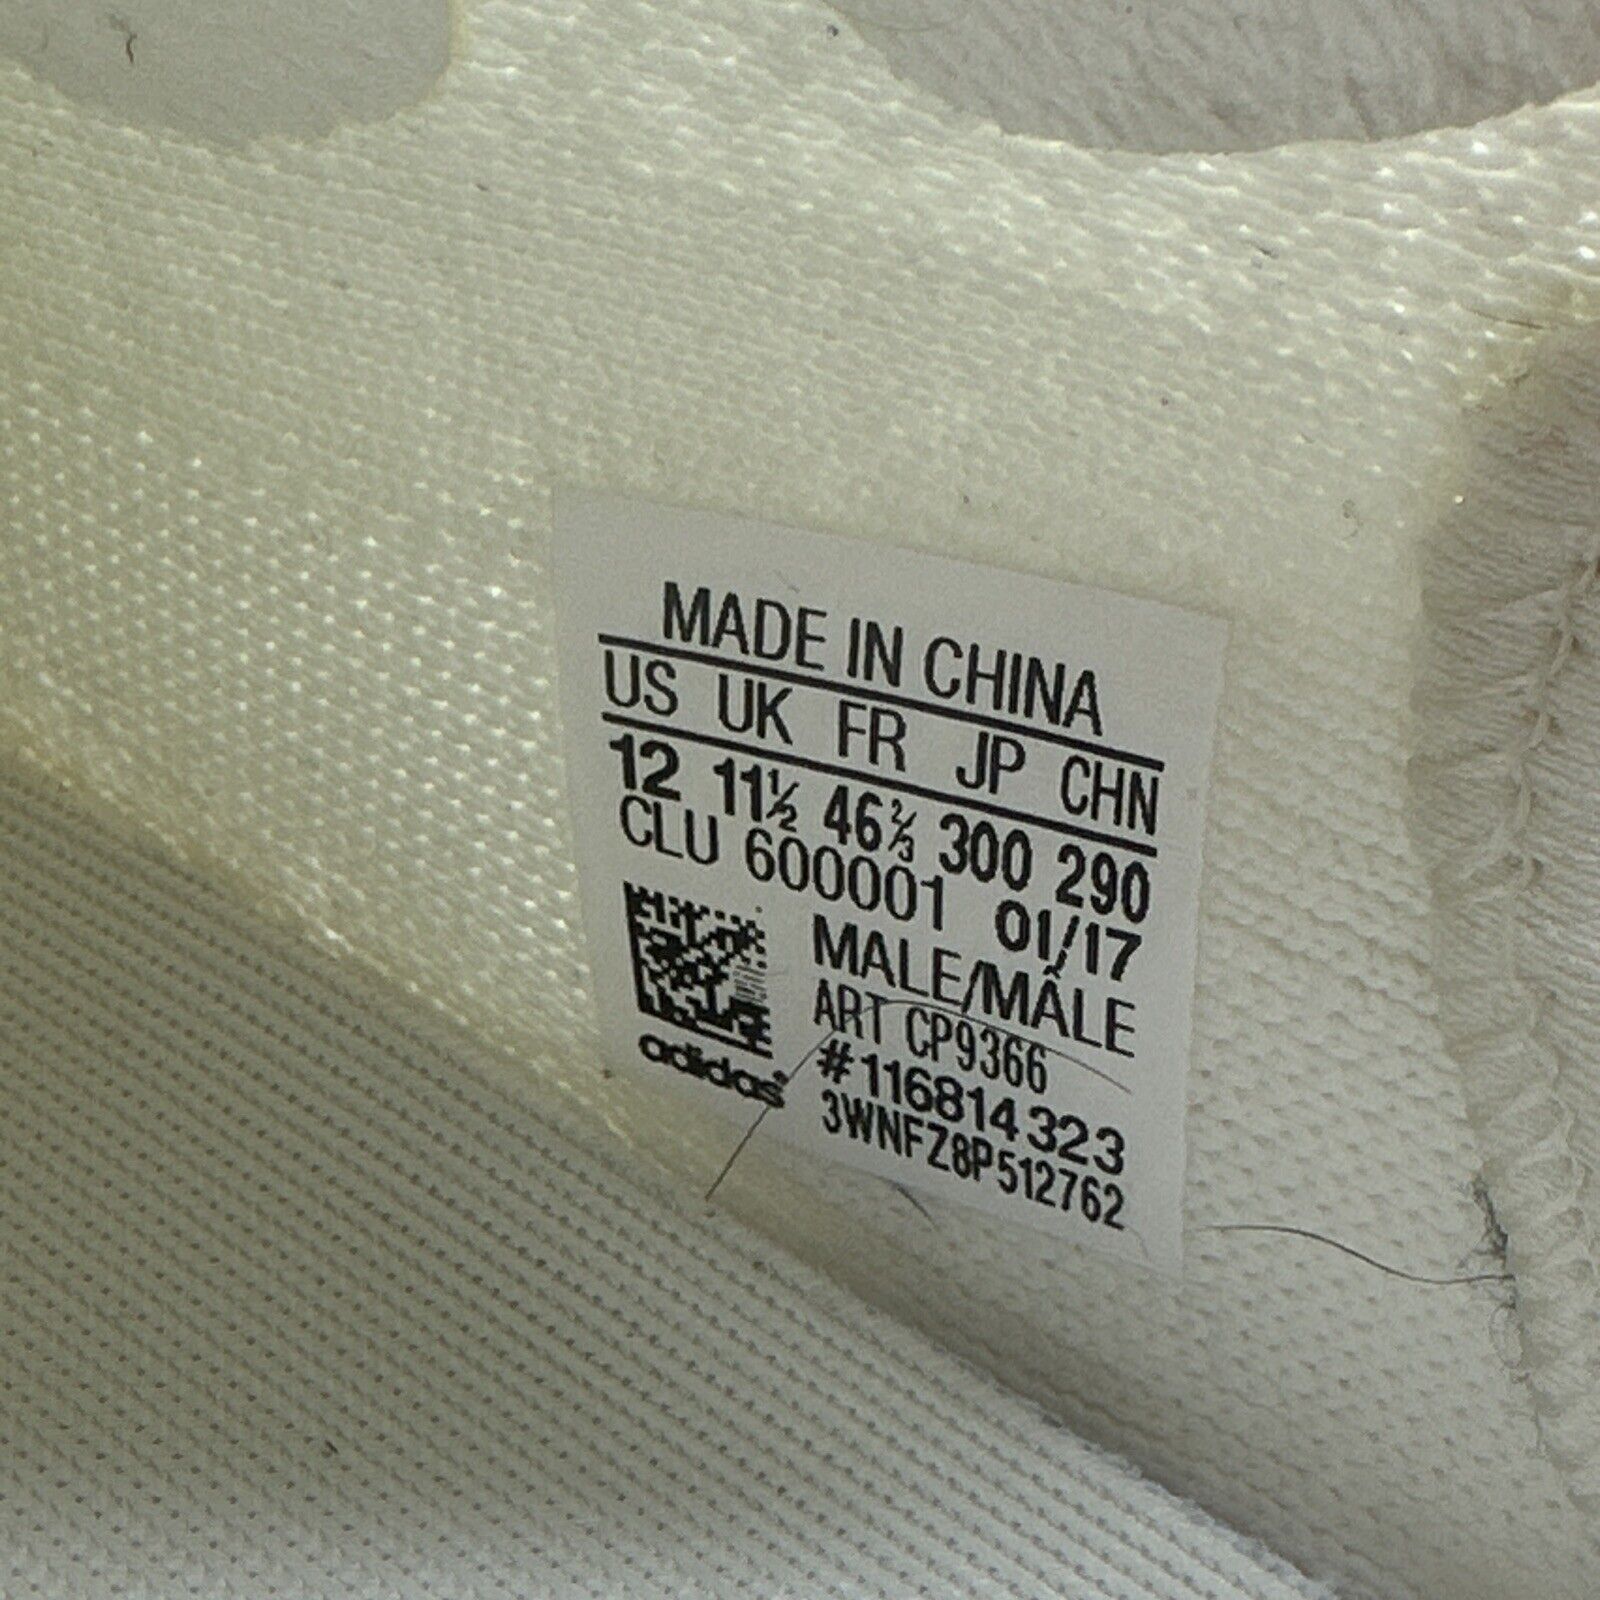 MADE IN CHINA
US UK FR JP CHN
12 11½ 46⅔ 300 290
CLU 600001 01/17
MALE/MÂLE
ART CP9366
#116814323
3WNFZ8P512762
adidas